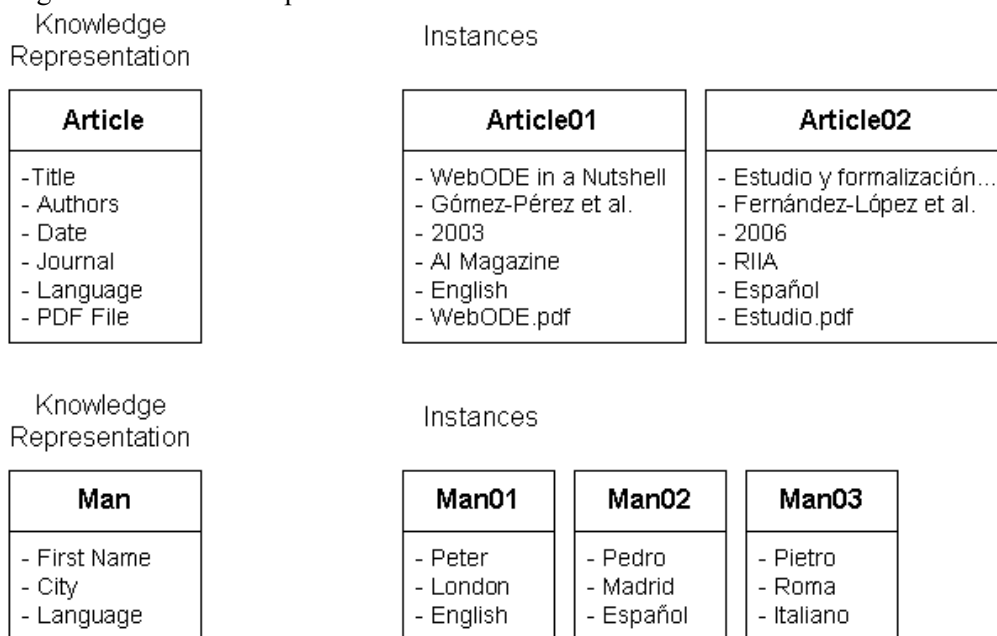 Knowledge
Representation
Instances
Article
-Title
- Authors
- Date
- Journal
- Language
- PDF File
Article01
- WebODE in a Nutshell
- Gómez-Pérez et al.
- 2003
- AI Magazine
- English
- WebODE.pdf
Article02
- Estudio y formalización...
- Fernández-López et al.
- 2006
- RIIA
- Español
- Estudio.pdf
Knowledge
Representation
Instances
Man
- First Name
- City
- Language
Man01
- Peter
- London
- English
Man02
- Pedro
- Madrid
- Español
Man03
- Pietro
- Roma
- Italiano